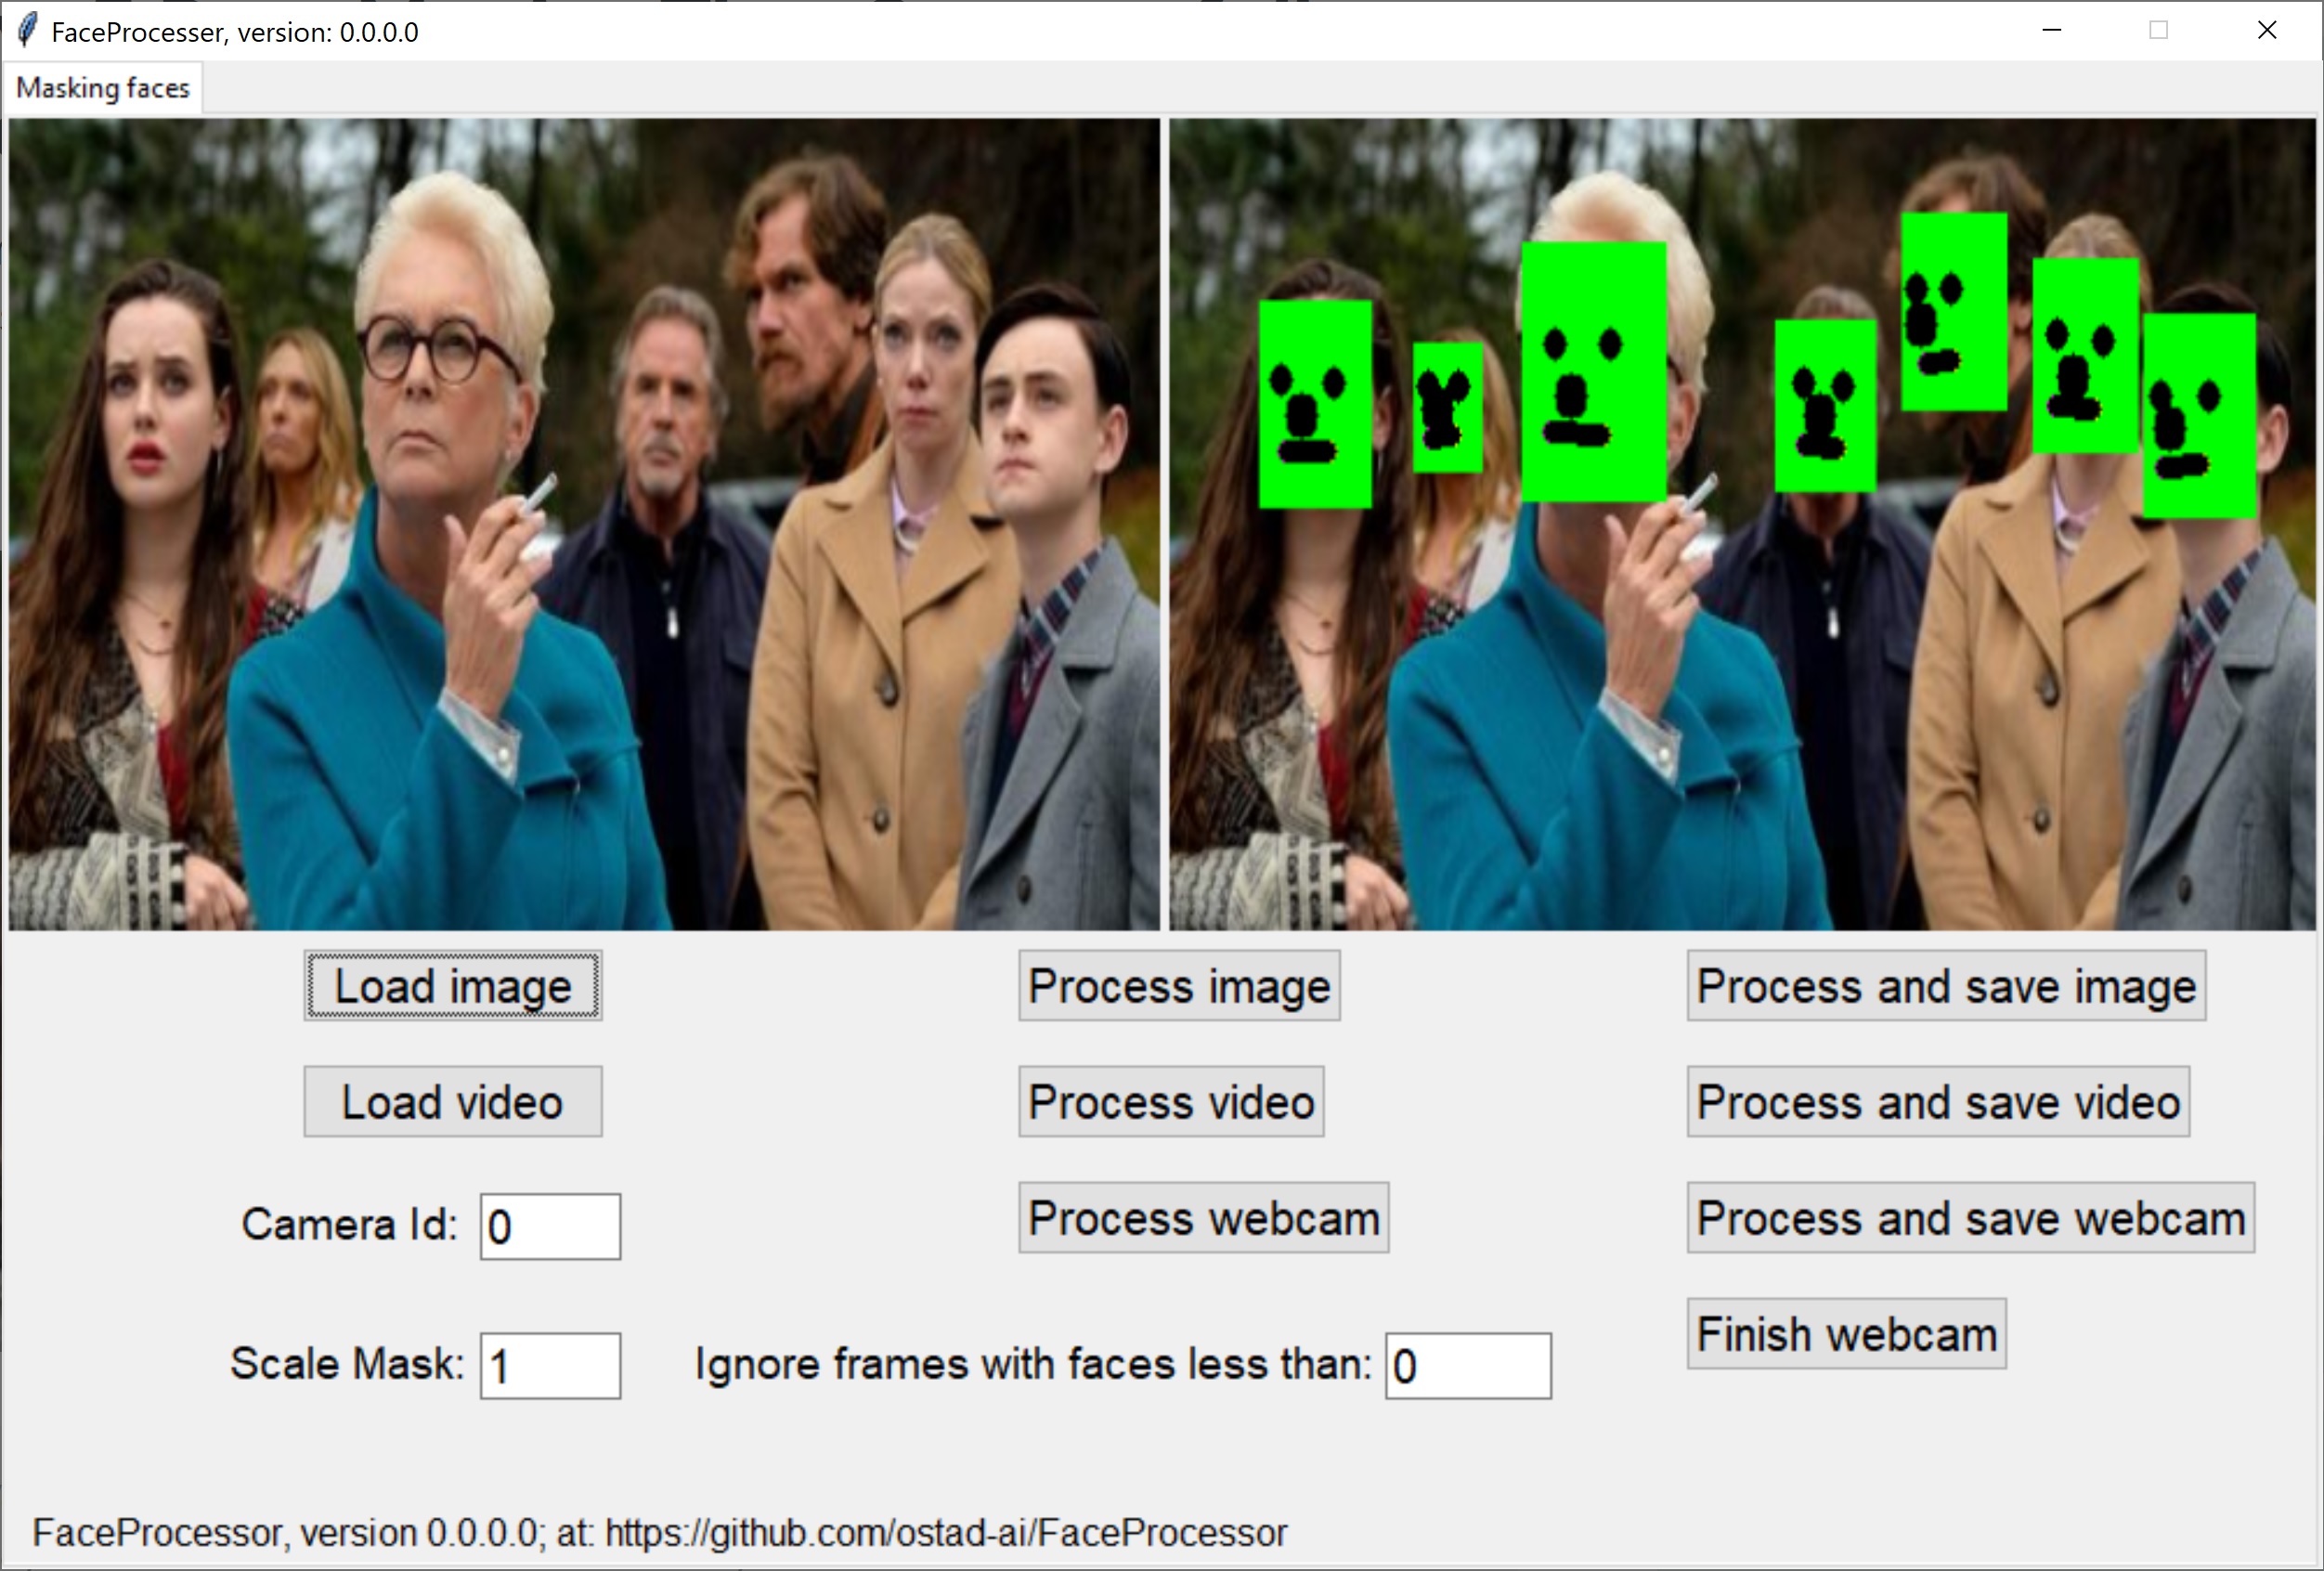 FaceProcesser, version: 0.0.0.0
Masking faces
Load image
Process image
Process and save image
Load video
Process video
Process and save video
Camera Id: 0
Process webcam
Process and save webcam
Finish webcam
Scale Mask: 1
Ignore frames with faces less than: 0
FaceProcessor, version 0.0.0.0; at: https://github.com/ostad-ai/FaceProcessor